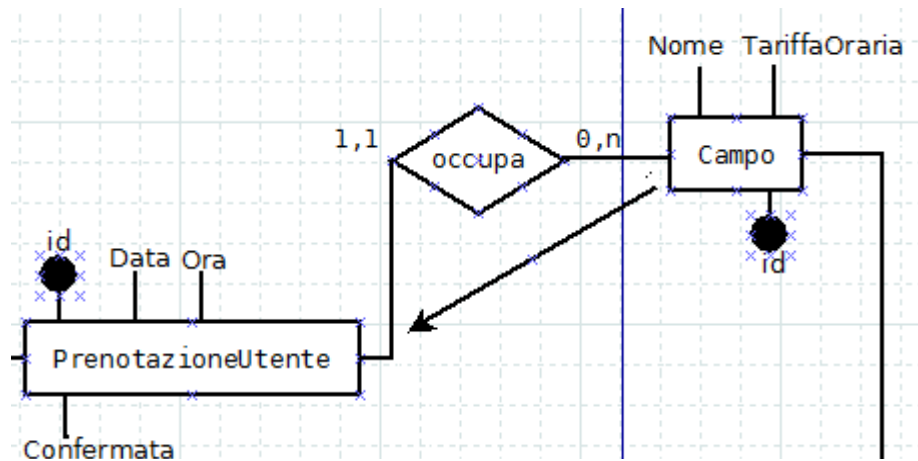 Nome TariffaOraria
1,1
occupa
0,n
Campo
id
id
Data
Ora
PrenotazioneUtente
Confermata